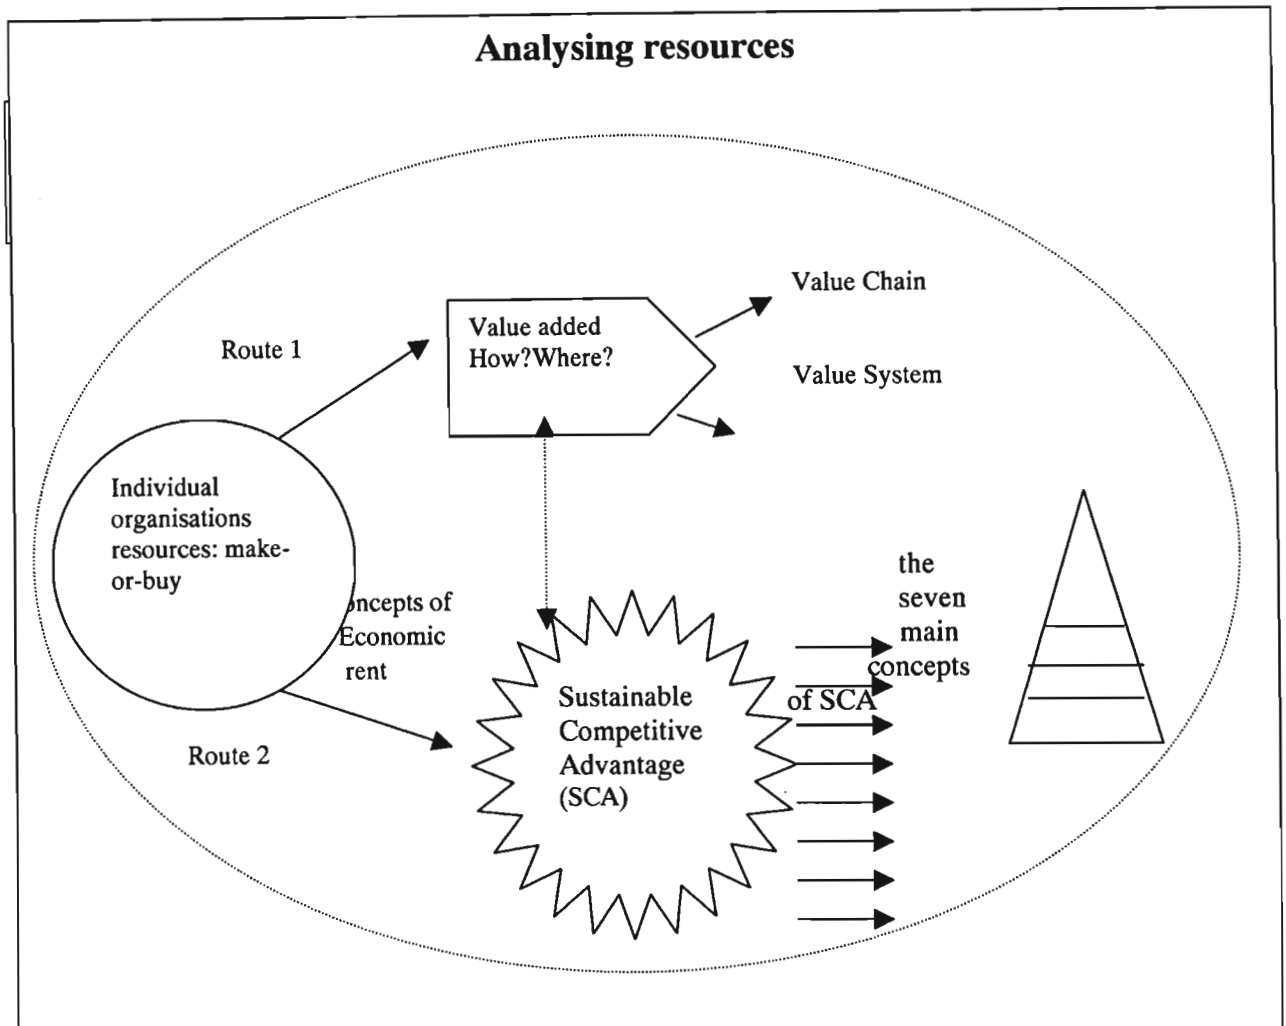 Analysing resources
Value Chain
Route 1
Value added
How?Where?
Value System
Individual
organisations
resources: make-
or-buy
oncepts of
Economic
rent
Route 2
Sustainable
Competitive
Advantage
(SCA)
the
seven
main
concepts
of SCA